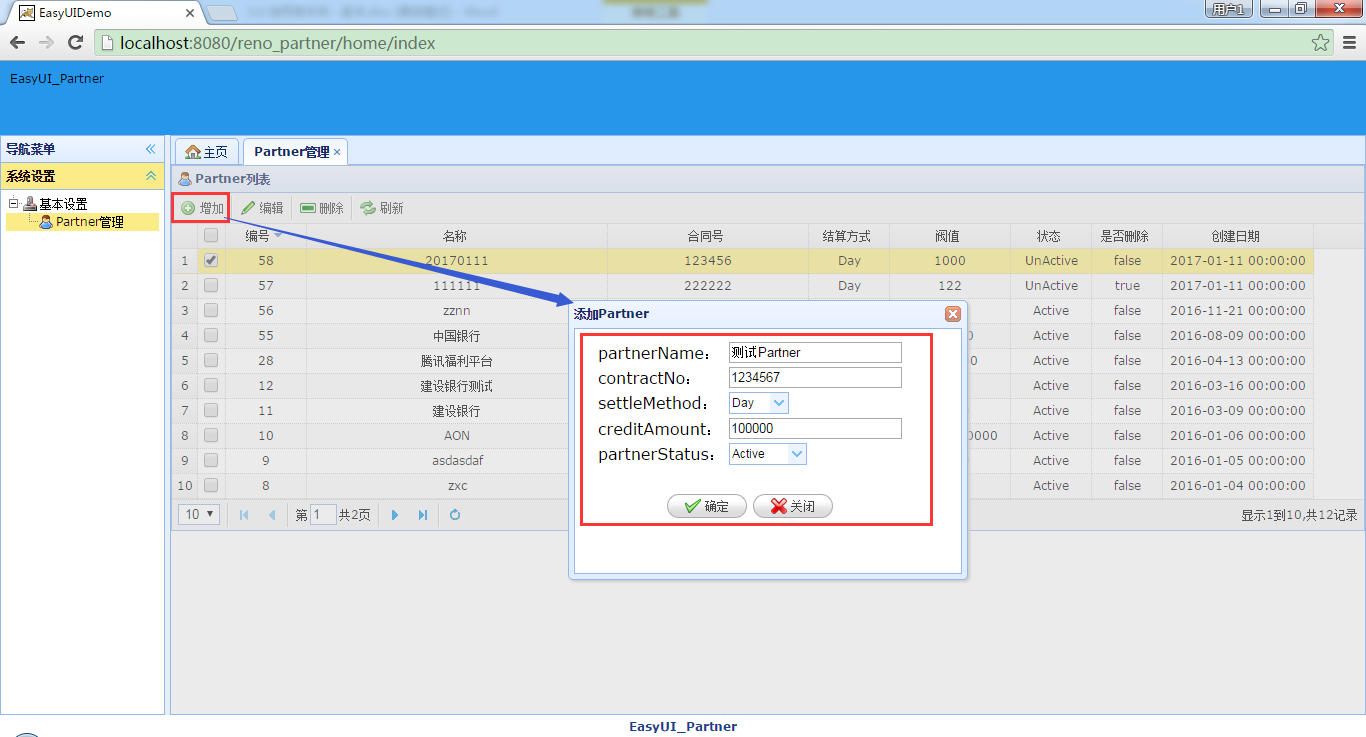 EasyUIDemo
用户1
localhost:8080/reno_partner/home/index
EasyUI_Partner
导航菜单
系统设置
基本设置
Partner管理
主页 Partner管理
Partner列表
增加 编辑 删除 刷新
编号 名称 合同号 结算方式 阀值 状态 是否删除 创建日期
1 58 20170111 123456 Day 1000 UnActive false 2017-01-11 00:00:00
2 57 111111 222222 Day 122 UnActive true 2017-01-11 00:00:00
3 56 zznn Active false 2016-11-21 00:00:00
4 55 中国银行 0 Active false 2016-08-09 00:00:00
5 28 腾讯福利平台 0 Active false 2016-04-13 00:00:00
6 12 建设银行测试 Active false 2016-03-16 00:00:00
7 11 建设银行 Active false 2016-03-09 00:00:00
8 10 AON 0000 Active false 2016-01-06 00:00:00
9 9 asdasdaf Active false 2016-01-05 00:00:00
10 8 zxc Active false 2016-01-04 00:00:00
10 第 1 共2页 显示1到10,共12记录
添加Partner
partnerName： 测试Partner
contractNo： 1234567
settleMethod： Day
creditAmount： 100000
partnerStatus： Active
确定 关闭
EasyUI_Partner